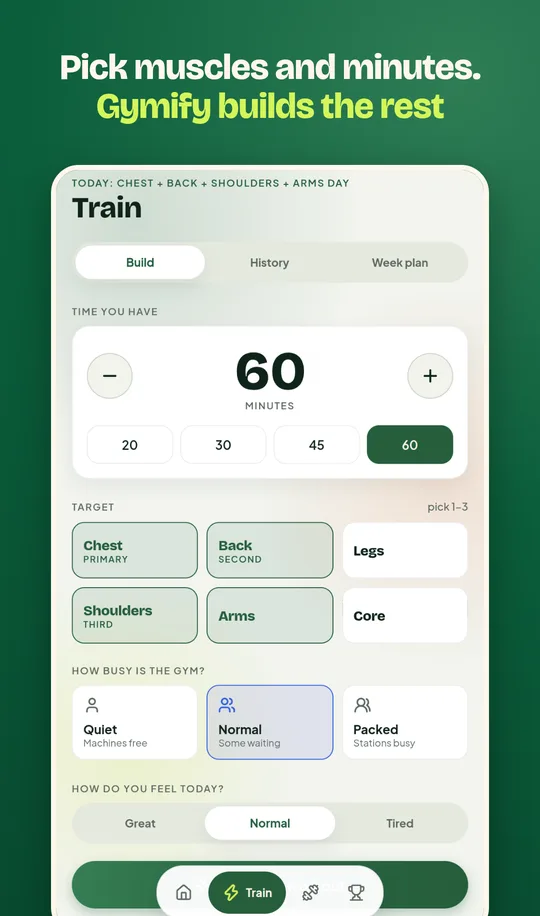 Pick muscles and minutes.
Gymify builds the rest
TODAY: CHEST + BACK + SHOULDERS + ARMS DAY
Train
Build History Week plan
TIME YOU HAVE
−
60
+
MINUTES
20 30 45 60
TARGET pick 1–3
Chest Back Legs
PRIMARY SECOND
Shoulders Arms Core
THIRD
HOW BUSY IS THE GYM?
Quiet Normal Packed
Machines free Some waiting Stations busy
HOW DO YOU FEEL TODAY?
Great Normal Tired
Train